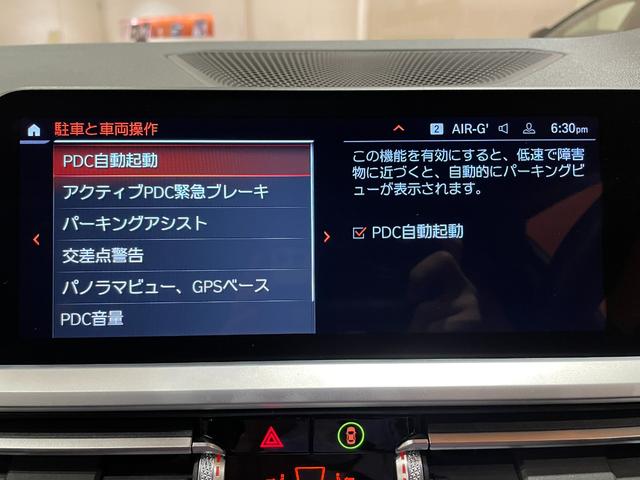 駐車と車両操作
2 AIR-G' 6:30pm
PDC自動起動
アクティブPDC緊急ブレーキ
パーキングアシスト
交差点警告
パノラマビュー、GPSベース
PDC音量
この機能を有効にすると、低速で障害
物に近づくと、自動的にパーキングビ
ューが表示されます。
PDC自動起動